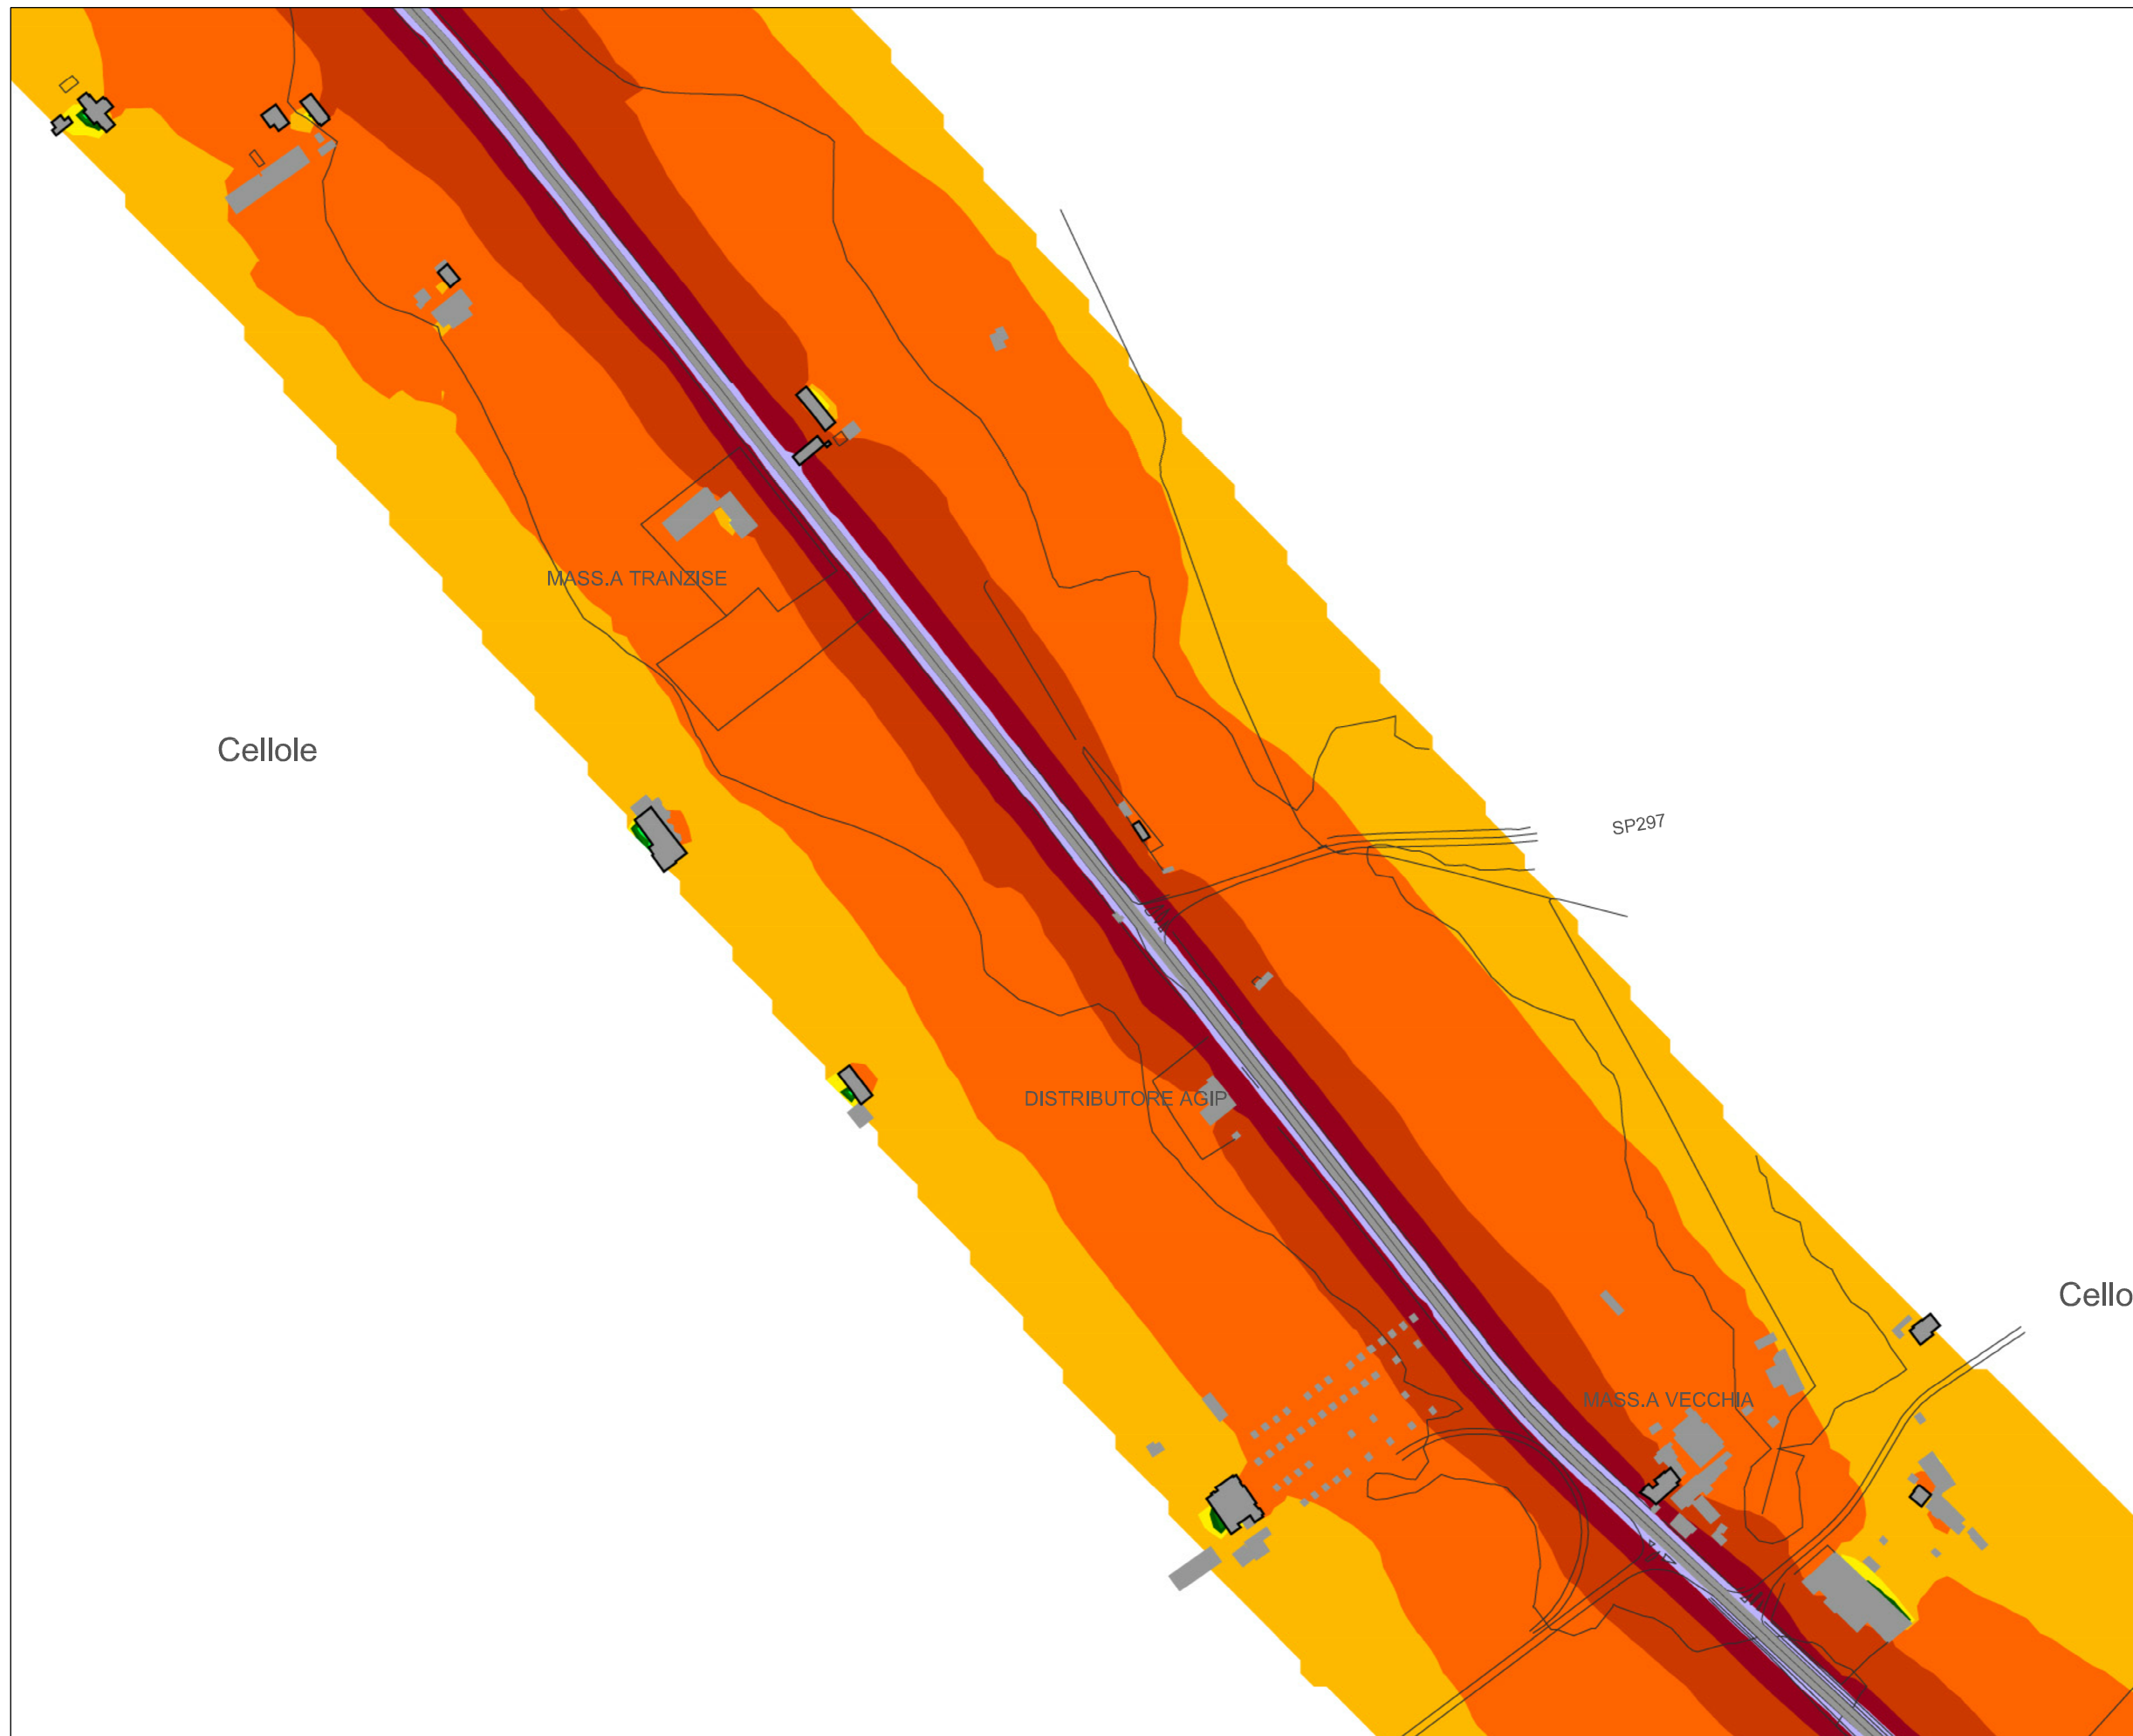 MASS.A TRANZISE
Cellole
SP297
DISTRIBUTORE AGIP
Cello
MASS.A VECCHIA